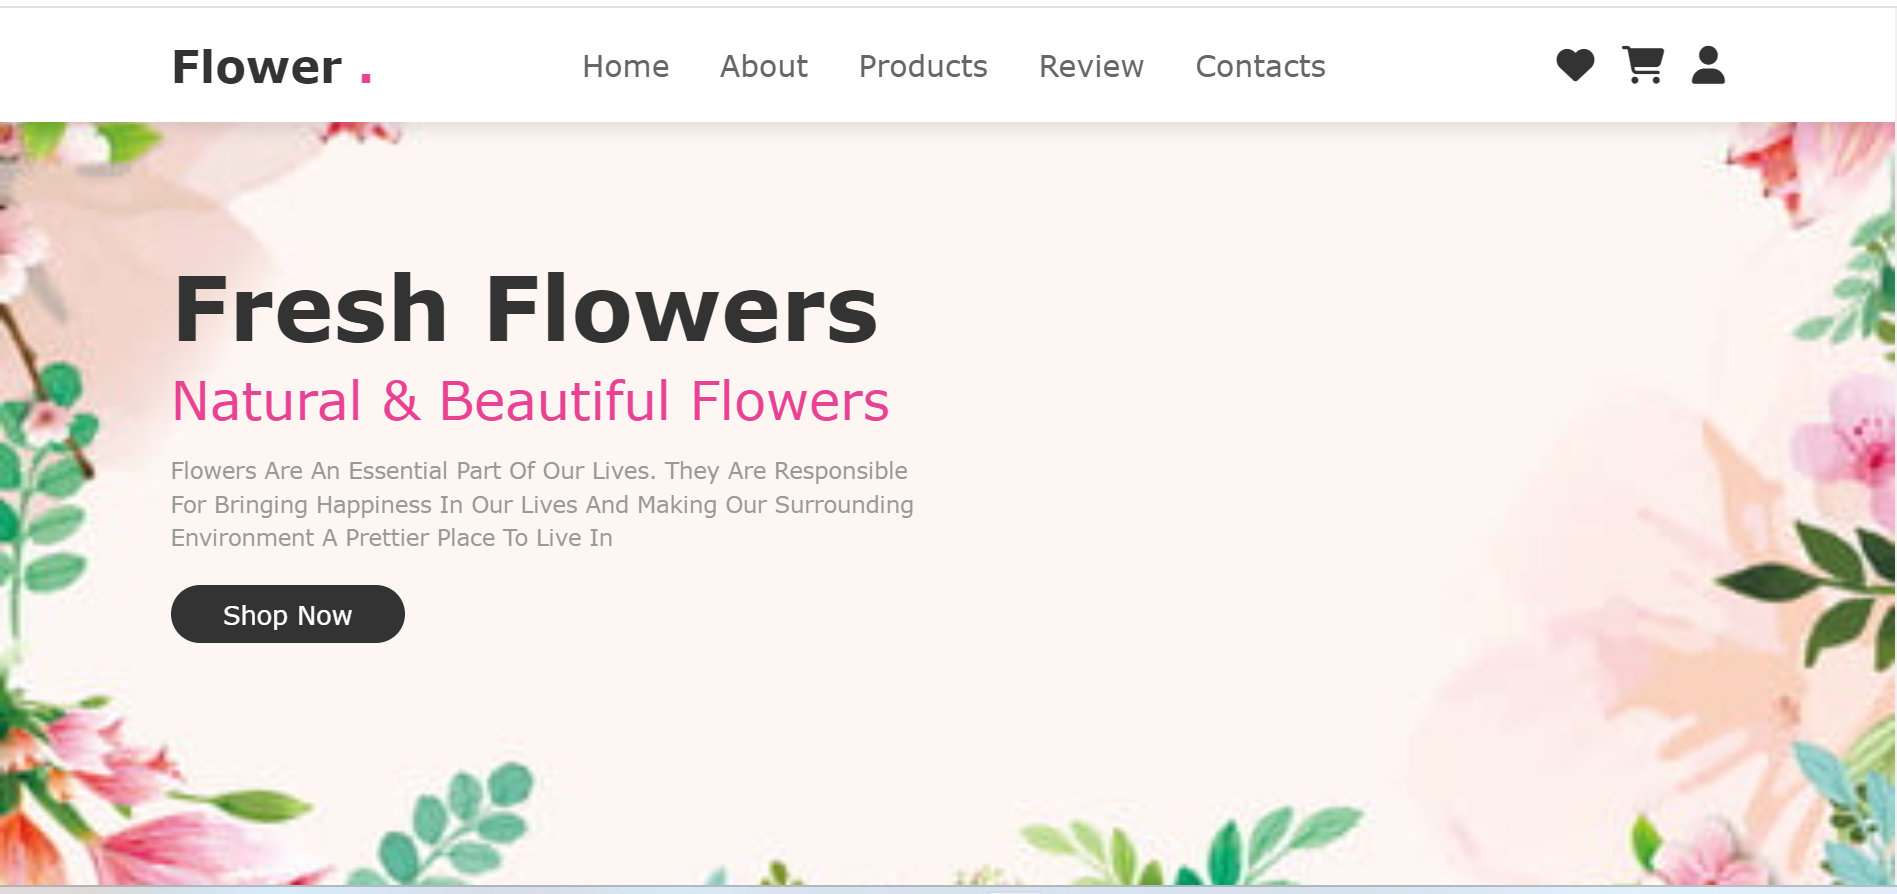 Flower .
Home About Products Review Contacts
Fresh Flowers
Natural & Beautiful Flowers
Flowers Are An Essential Part Of Our Lives. They Are Responsible
For Bringing Happiness In Our Lives And Making Our Surrounding
Environment A Prettier Place To Live In
Shop Now